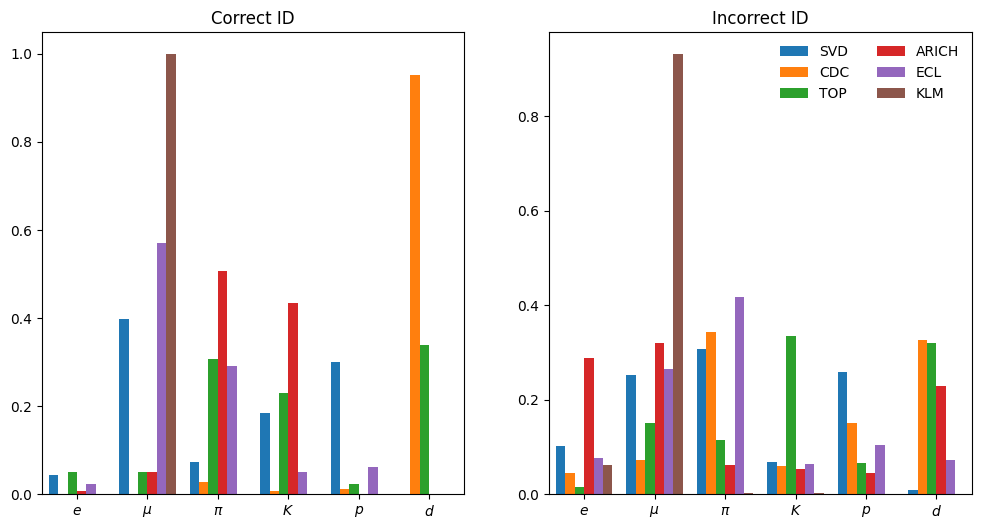 Correct ID
1.0
0.8
0.6
0.4
0.2
0.0
e μ π K p d
Incorrect ID
SVD ARICH
CDC ECL
TOP KLM
0.8
0.6
0.4
0.2
0.0
e μ π K p d